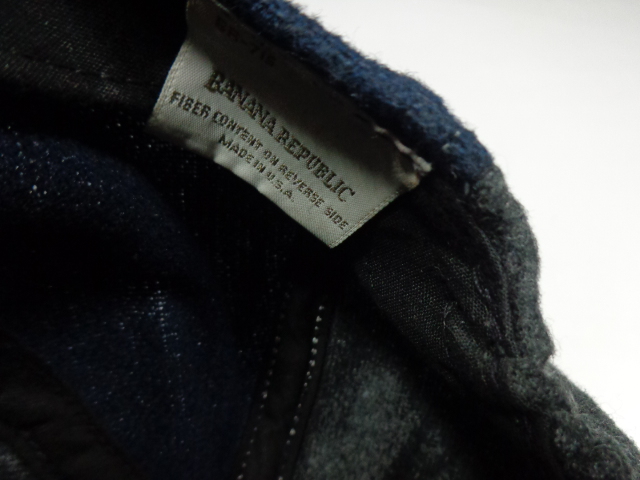 BANANA REPUBLIC
FIBER CONTENT ON REVERSE SIDE
MADE IN U.S.A.